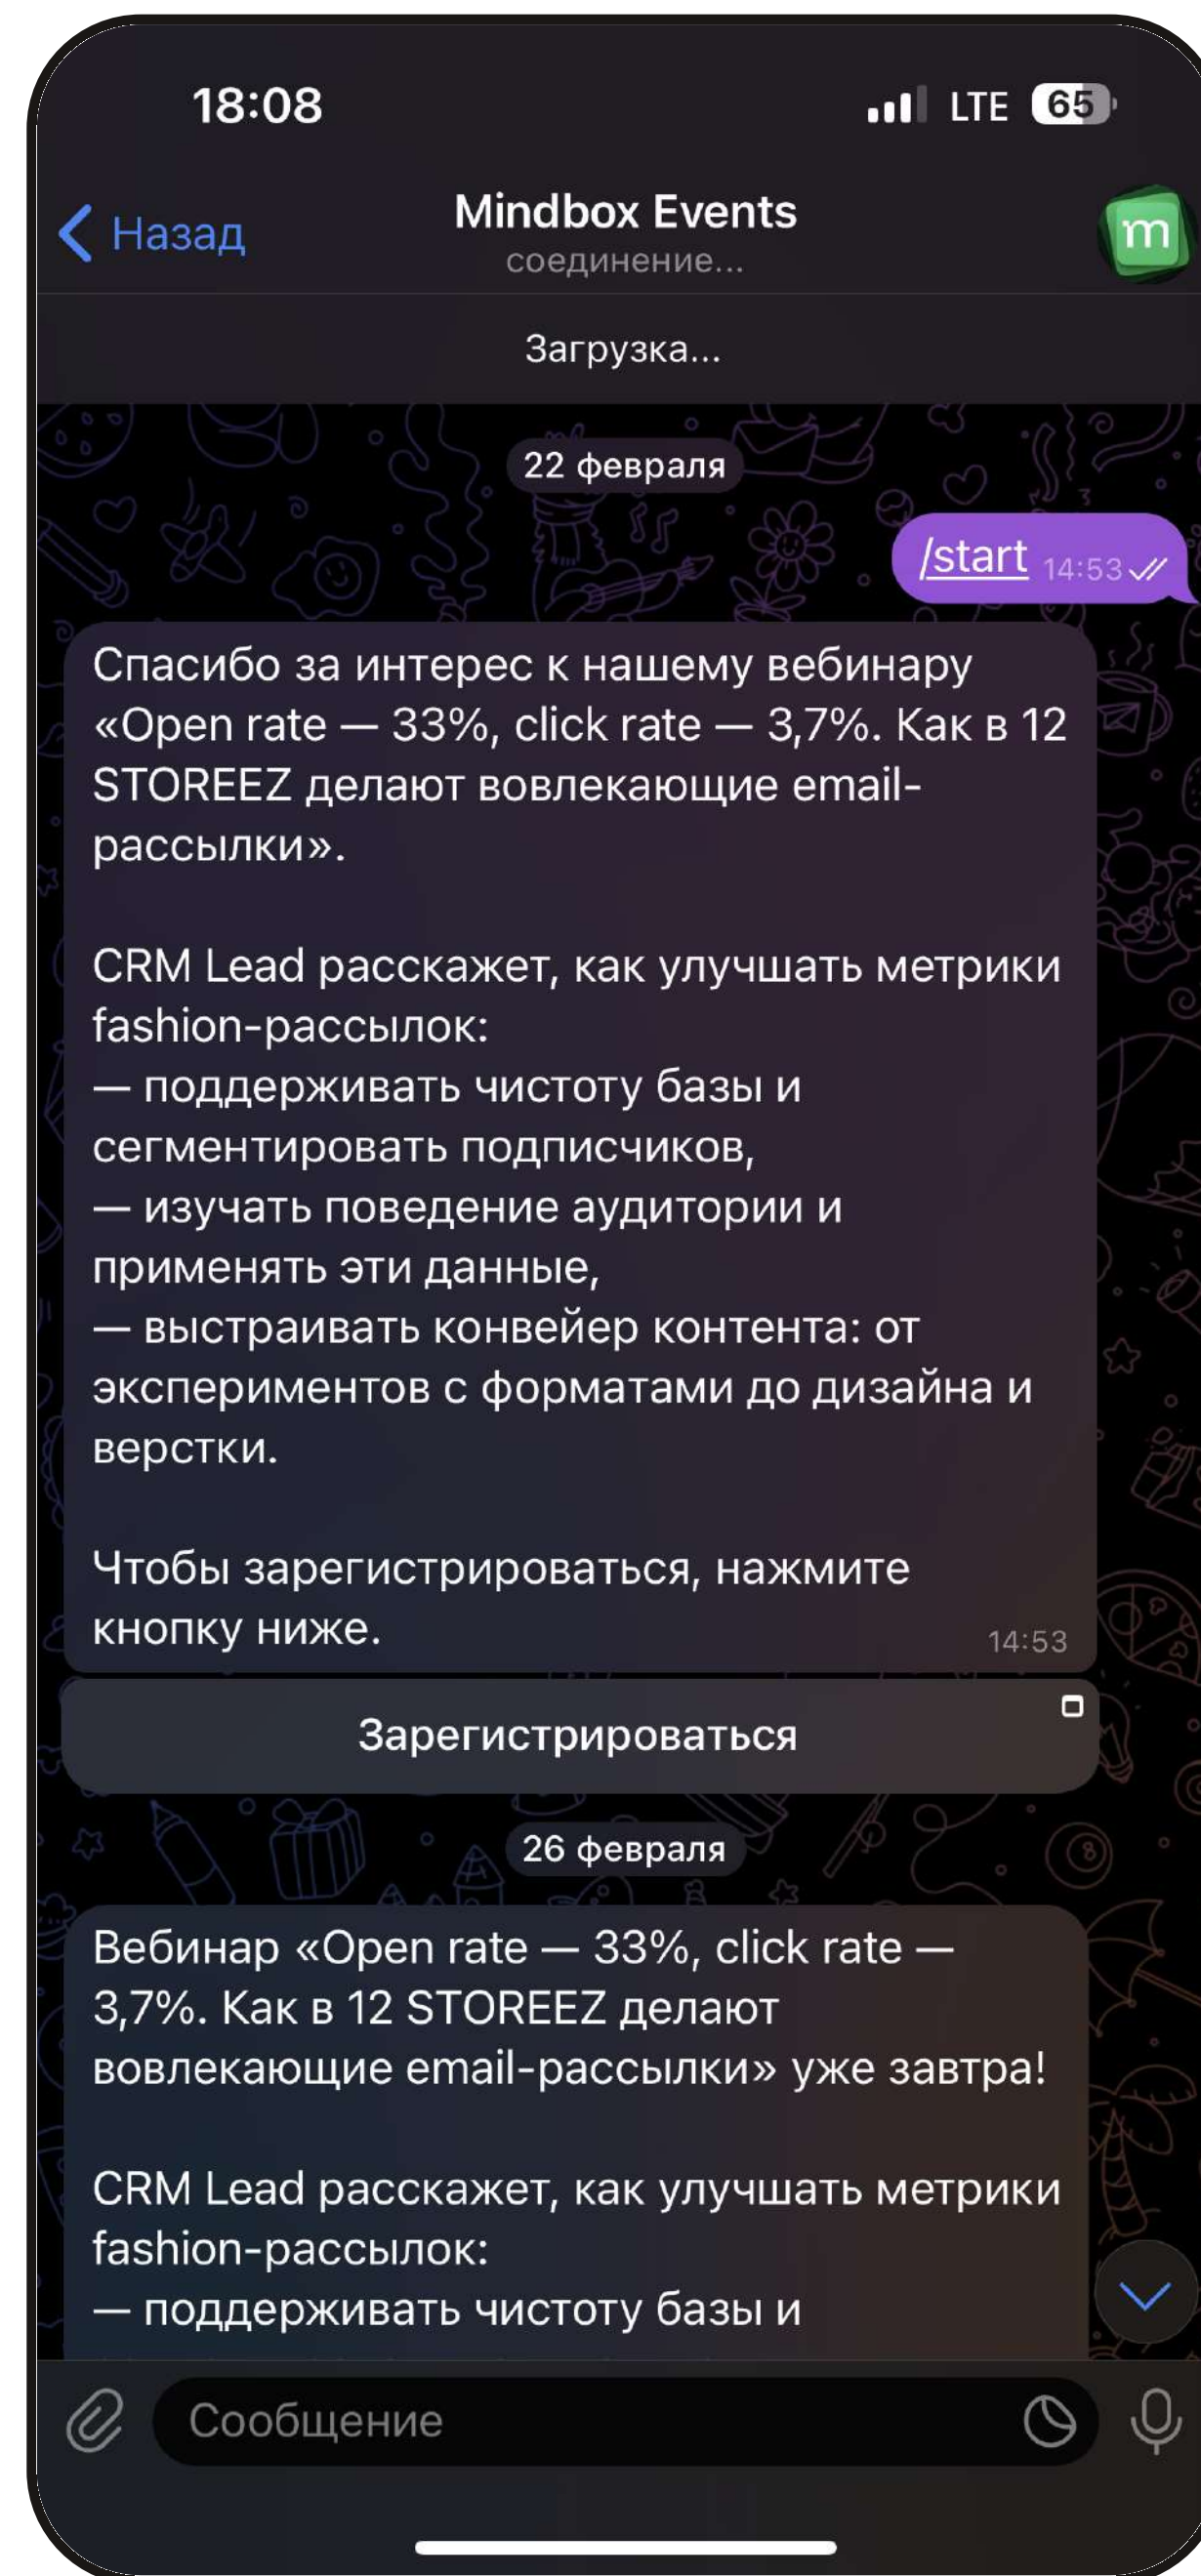 18:08
LTE 65
Назад
Mindbox Events
m
соединение...
Загрузка...
22 февраля
/start 14:53
Спасибо за интерес к нашему вебинару
«Open rate — 33%, click rate — 3,7%. Как в 12
STOREEZ делают вовлекающие email-
рассылки».
CRM Lead расскажет, как улучшать метрики
fashion-рассылок:
— поддерживать чистоту базы и
сегментировать подписчиков,
— изучать поведение аудитории и
применять эти данные,
— выстраивать конвейер контента: от
экспериментов с форматами до дизайна и
верстки.
Чтобы зарегистрироваться, нажмите
кнопку ниже.
14:53
Зарегистрироваться
26 февраля
Вебинар «Open rate — 33%, click rate —
3,7%. Как в 12 STOREEZ делают
вовлекающие email-рассылки» уже завтра!
CRM Lead расскажет, как улучшать метрики
fashion-рассылок:
— поддерживать чистоту базы и
Сообщение